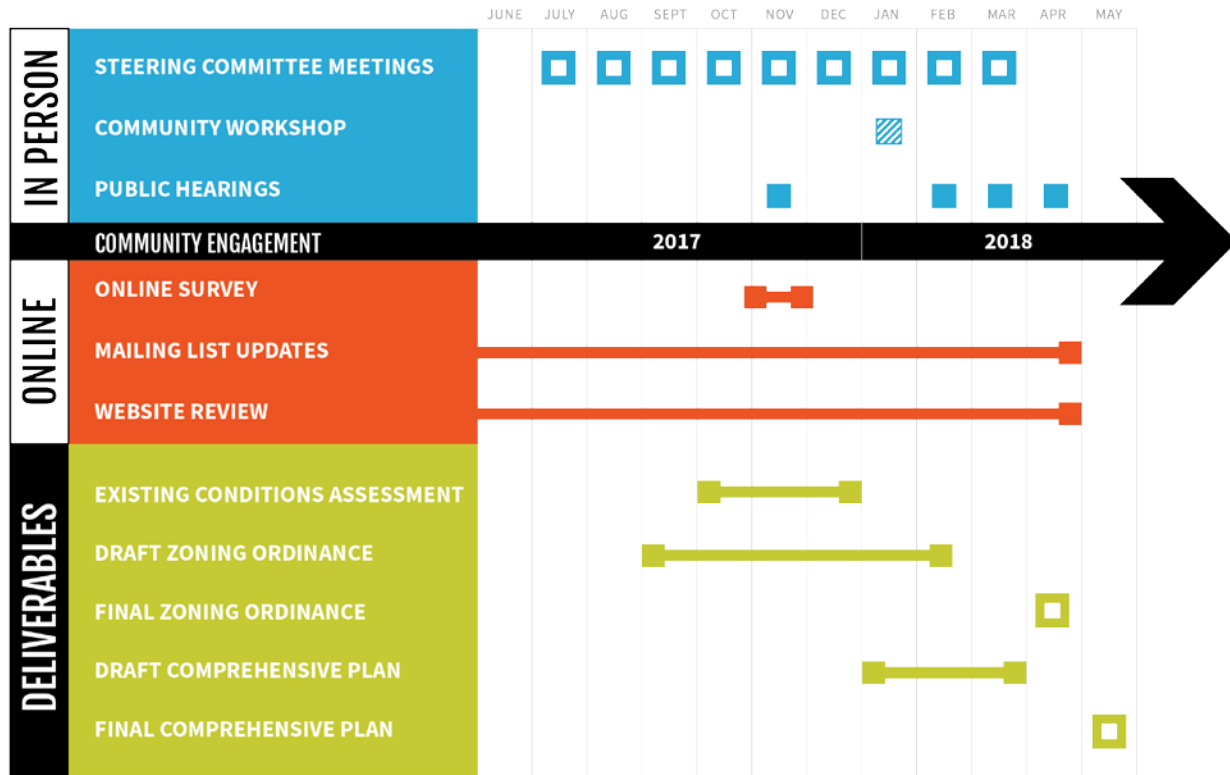 JUNE JULY AUG SEPT OCT NOV DEC JAN FEB MAR APR MAY
IN PERSON
STEERING COMMITTEE MEETINGS
COMMUNITY WORKSHOP
PUBLIC HEARINGS
COMMUNITY ENGAGEMENT 2017 2018
ONLINE
ONLINE SURVEY
MAILING LIST UPDATES
WEBSITE REVIEW
DELIVERABLES
EXISTING CONDITIONS ASSESSMENT
DRAFT ZONING ORDINANCE
FINAL ZONING ORDINANCE
DRAFT COMPREHENSIVE PLAN
FINAL COMPREHENSIVE PLAN